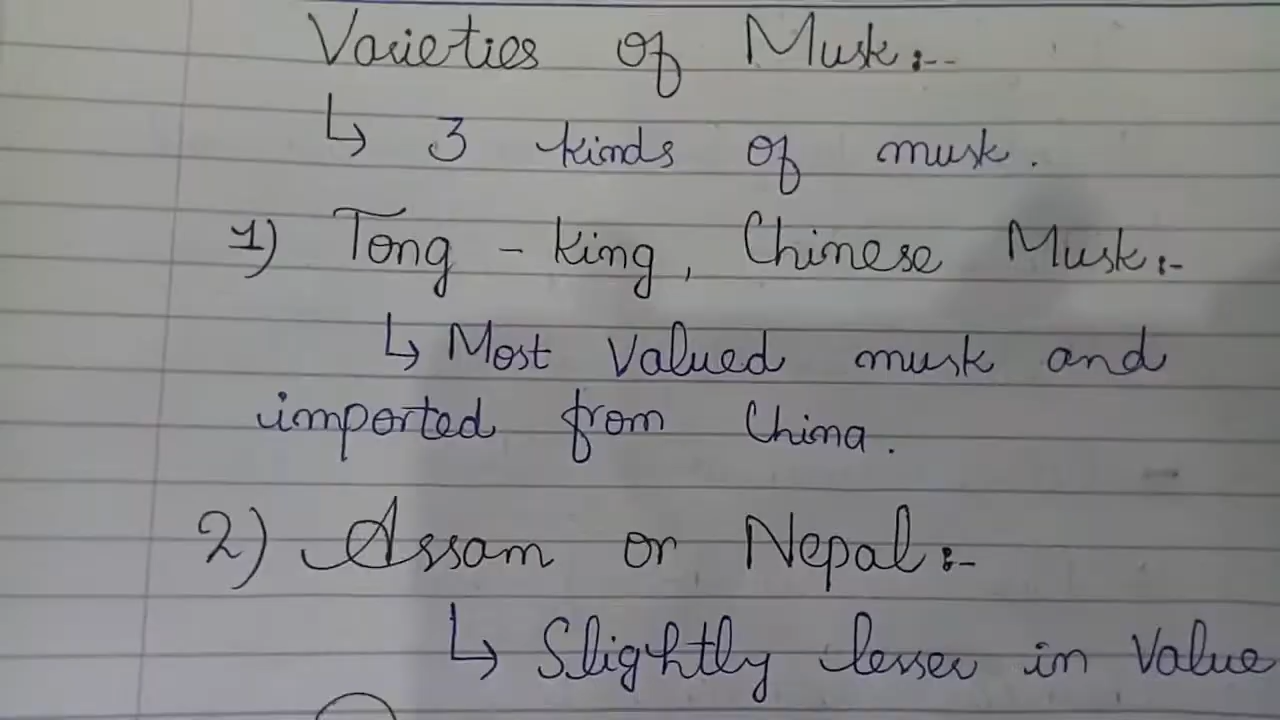 Varieties of Musk:--
↳ 3 kinds of musk.
1) Tong - king, Chinese Musk:-
↳ Most Valued musk and
imported from China.
2) Assam or Nepal:-
↳ Slightly lesser in Value